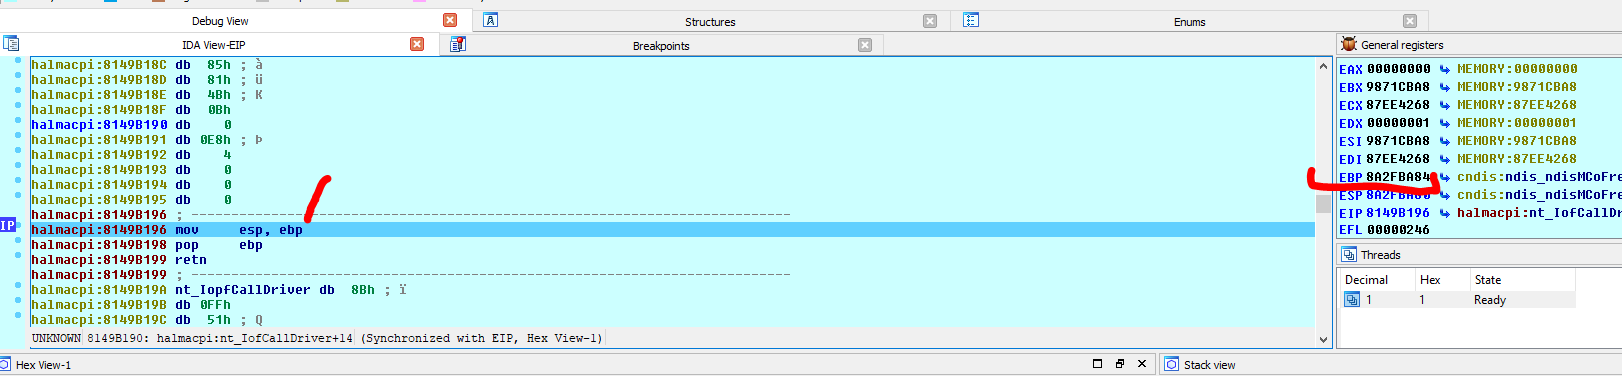 Debug View
Structures
Enums
IDA View-EIP
Breakpoints
General registers
halmacpi:8149B18C db  85h ; à
halmacpi:8149B18D db  81h ; ü
halmacpi:8149B18E db  4Bh ; K
halmacpi:8149B18F db  0Bh
halmacpi:8149B190 db    0
halmacpi:8149B191 db 0E8h ; Þ
halmacpi:8149B192 db    4
halmacpi:8149B193 db    0
halmacpi:8149B194 db    0
halmacpi:8149B195 db    0
halmacpi:8149B196 ; ---------------------------------------------------------------------------
halmacpi:8149B196 mov     esp, ebp
halmacpi:8149B198 pop     ebp
halmacpi:8149B199 retn
halmacpi:8149B199 ; ---------------------------------------------------------------------------
halmacpi:8149B19A nt_IopfCallDriver db  8Bh ; ï
halmacpi:8149B19B db 0FFh
halmacpi:8149B19C db  51h ; Q
IP
UNKNOWN 8149B190: halmacpi:nt_IofCallDriver+14 (Synchronized with EIP, Hex View-1)
EAX 00000000 MEMORY:00000000
EBX 9871CBA8 MEMORY:9871CBA8
ECX 87EE4268 MEMORY:87EE4268
EDX 00000001 MEMORY:00000001
ESI 9871CBA8 MEMORY:9871CBA8
EDI 87EE4268 MEMORY:87EE4268
EBP 8A2FBA84 cndis:ndis_ndisMCoFre
ESP cndis:ndis_ndisMCoFre
EIP 8149B196 halmacpi:nt_IofCallD
EFL 00000246
Threads
Decimal Hex State
1 1 Ready
Hex View-1
Stack view